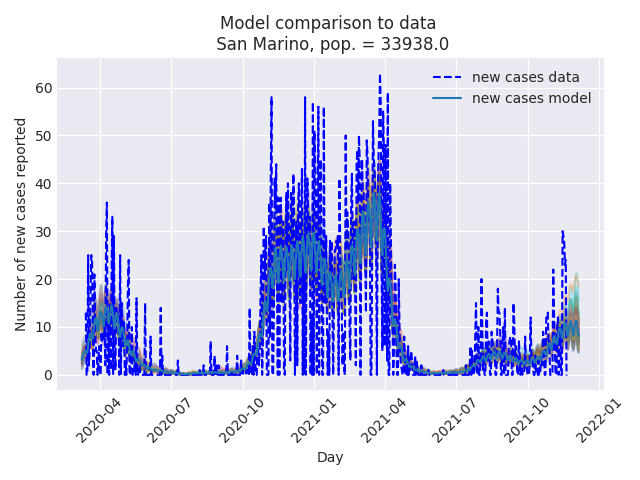 Model comparison to data
San Marino, pop. = 33938.0
new cases data
new cases model
Number of new cases reported
60
50
40
30
20
10
0
2020-04
2020-07
2020-10
2021-01
2021-04
2021-07
2021-10
2022-01
Day